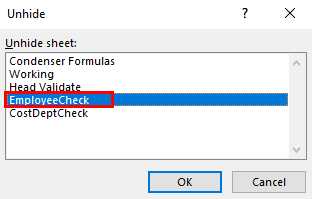 Unhide
?
Unhide sheet:
Condenser Formulas
Working
Head Validate
EmployeeCheck
CostDeptCheck
OK
Cancel